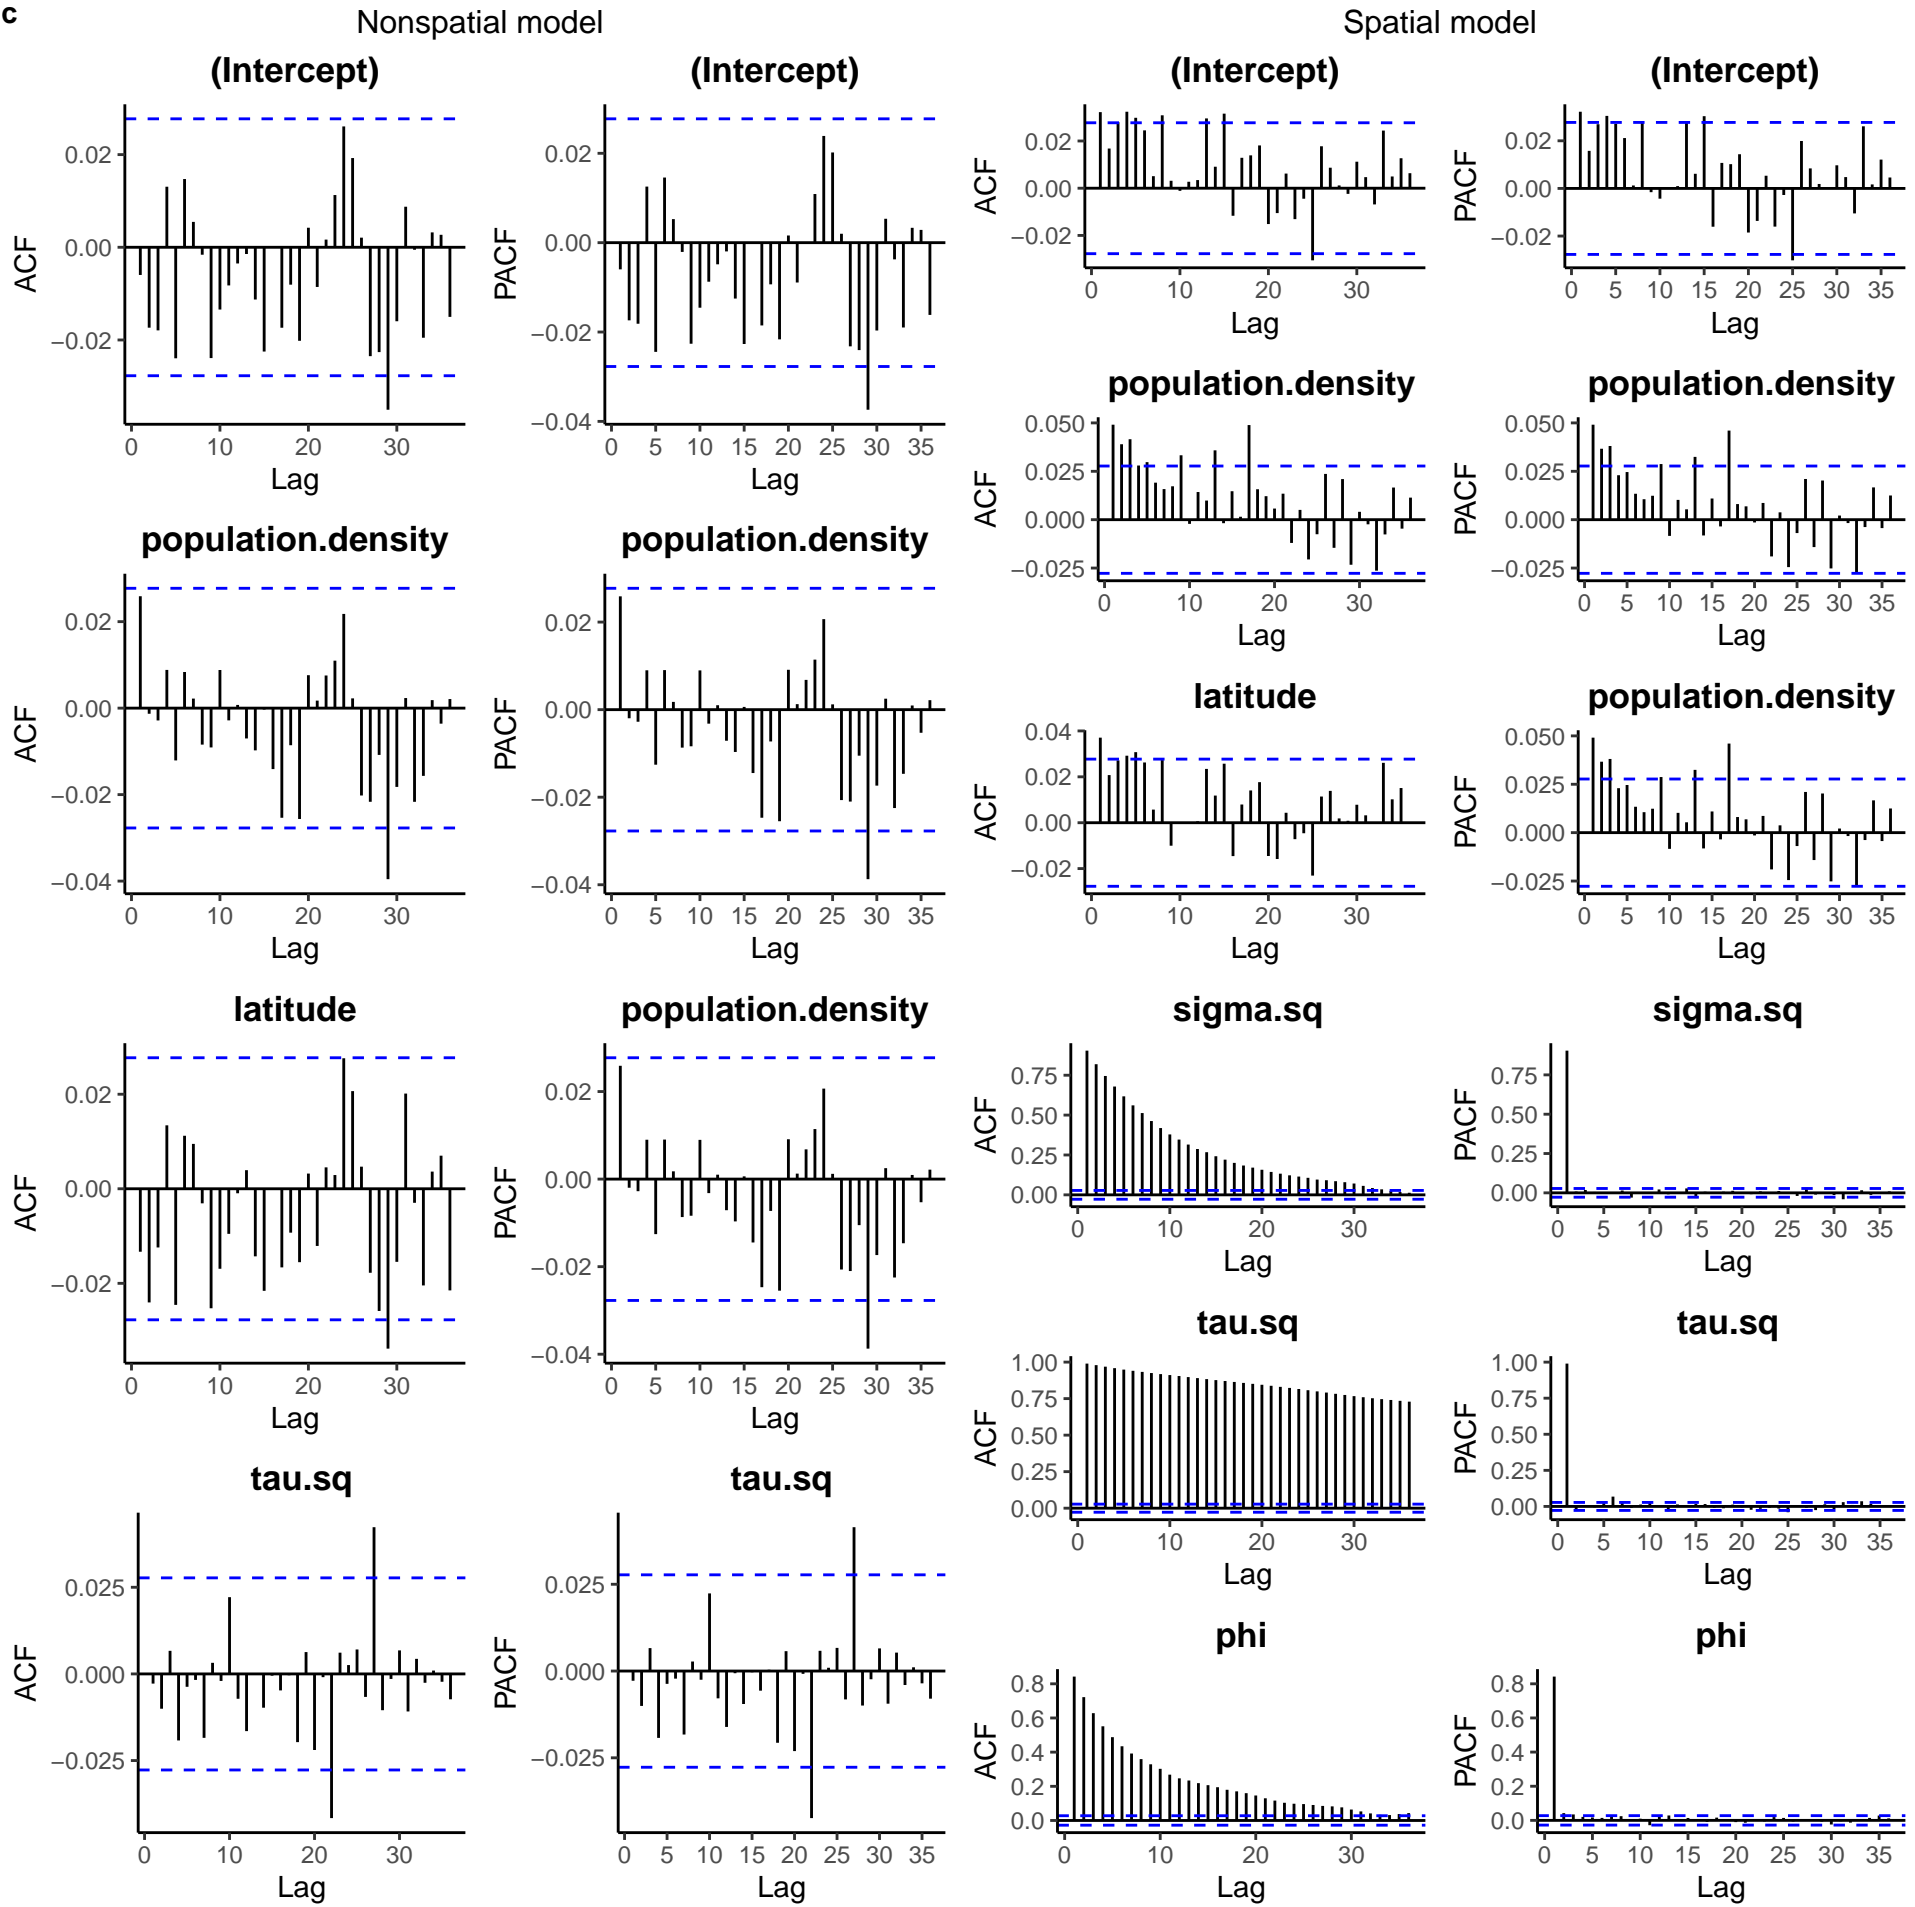 c
Nonspatial model
Spatial model
(Intercept)
ACF
0.02
0.00
−0.02
0 10 20 30
Lag
(Intercept)
PACF
0.02
0.00
−0.02
−0.04
0 5 10 15 20 25 30 35
Lag
population.density
ACF
0.02
0.00
−0.02
−0.04
0 10 20 30
Lag
population.density
PACF
0.02
0.00
−0.02
−0.04
0 5 10 15 20 25 30 35
Lag
latitude
ACF
0.02
0.00
−0.02
0 10 20 30
Lag
population.density
PACF
0.02
0.00
−0.02
−0.04
0 5 10 15 20 25 30 35
Lag
tau.sq
ACF
0.025
0.000
−0.025
0 10 20 30
Lag
tau.sq
PACF
0.025
0.000
−0.025
0 5 10 15 20 25 30 35
Lag
(Intercept)
ACF
0.02
0.00
−0.02
0 10 20 30
Lag
(Intercept)
PACF
0.02
0.00
−0.02
0 5 10 15 20 25 30 35
Lag
population.density
ACF
0.050
0.025
0.000
−0.025
0 10 20 30
Lag
population.density
PACF
0.050
0.025
0.000
−0.025
0 5 10 15 20 25 30 35
Lag
latitude
ACF
0.04
0.02
0.00
−0.02
0 10 20 30
Lag
population.density
PACF
0.050
0.025
0.000
−0.025
0 5 10 15 20 25 30 35
Lag
sigma.sq
ACF
0.75
0.50
0.25
0.00
0 10 20 30
Lag
sigma.sq
PACF
0.75
0.50
0.25
0.00
0 5 10 15 20 25 30 35
Lag
tau.sq
ACF
1.00
0.75
0.50
0.25
0.00
0 10 20 30
Lag
tau.sq
PACF
1.00
0.75
0.50
0.25
0.00
0 5 10 15 20 25 30 35
Lag
phi
ACF
0.8
0.6
0.4
0.2
0.0
0 10 20 30
Lag
phi
PACF
0.8
0.6
0.4
0.2
0.0
0 5 10 15 20 25 30 35
Lag